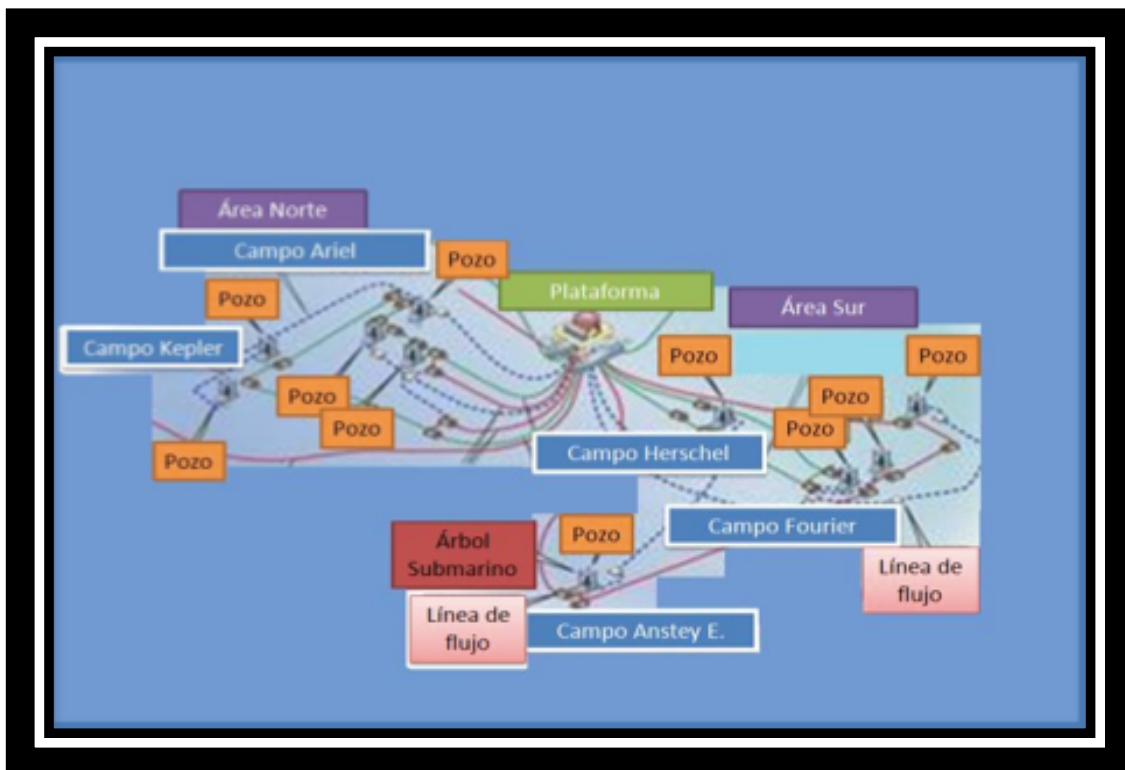 Área Norte
Campo Ariel
Pozo
Pozo
Plataforma
Área Sur
Campo Kepler
Pozo
Pozo
Pozo
Pozo
Pozo
Pozo
Pozo
Pozo
Campo Herschel
Campo Fourier
Árbol
Submarino
Pozo
Línea de
flujo
Línea de
flujo
Campo Anstey E.